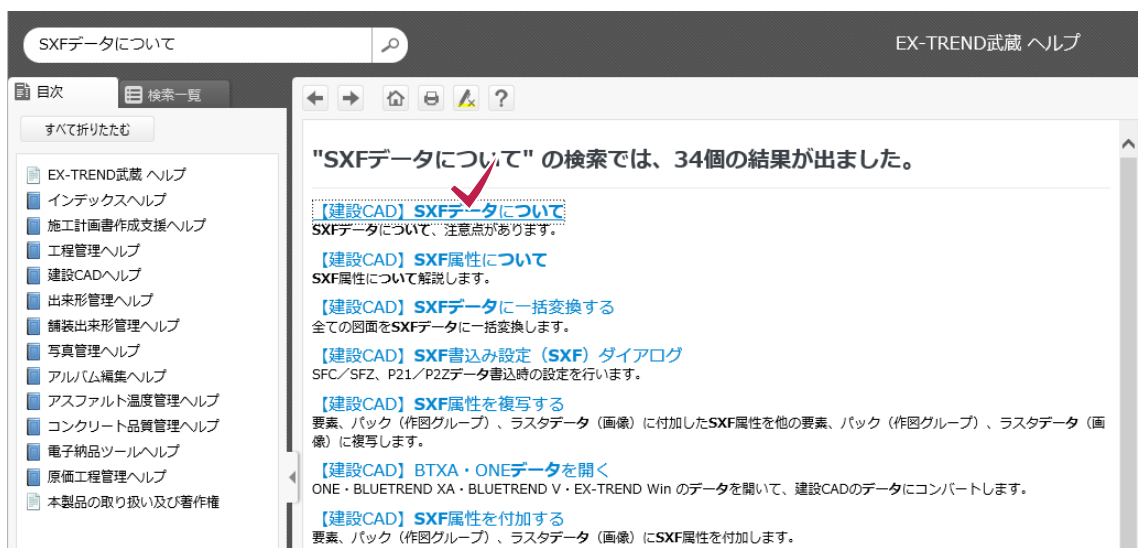 SXFデータについて
EX-TREND武蔵 ヘルプ
目次
検索一覧
すべて折りたたむ
EX-TREND武蔵 ヘルプ
インデックスヘルプ
施工計画書作成支援ヘルプ
工程管理ヘルプ
建設CADヘルプ
出来形管理ヘルプ
舗装出来形管理ヘルプ
写真管理ヘルプ
アルバム編集ヘルプ
アスファルト温度管理ヘルプ
コンクリート品質管理ヘルプ
電子納品ツールヘルプ
原価工程管理ヘルプ
本製品の取り扱い及び著作権
"SXFデータについて" の検索では、34個の結果が出ました。
【建設CAD】SXFデータについて
SXFデータについて、注意点があります。
【建設CAD】SXF属性について
SXF属性について解説します。
【建設CAD】SXFデータに一括変換する
全ての図面をSXFデータに一括変換します。
【建設CAD】SXF書込み設定（SXF）ダイアログ
SFC／SFZ、P21／P2Zデータ書込時の設定を行います。
【建設CAD】SXF属性を複写する
要素、パック（作図グループ）、ラスタデータ（画像）に付加したSXF属性を他の要素、パック（作図グループ）、ラスタデータ（画
像）に複写します。
【建設CAD】BTXA・ONEデータを開く
ONE・BLUETREND XA・BLUETREND V・EX-TREND Win のデータを開いて、建設CADのデータにコンバートします。
【建設CAD】SXF属性を付加する
要素、パック（作図グループ）、ラスタデータ（画像）にSXF属性を付加します。